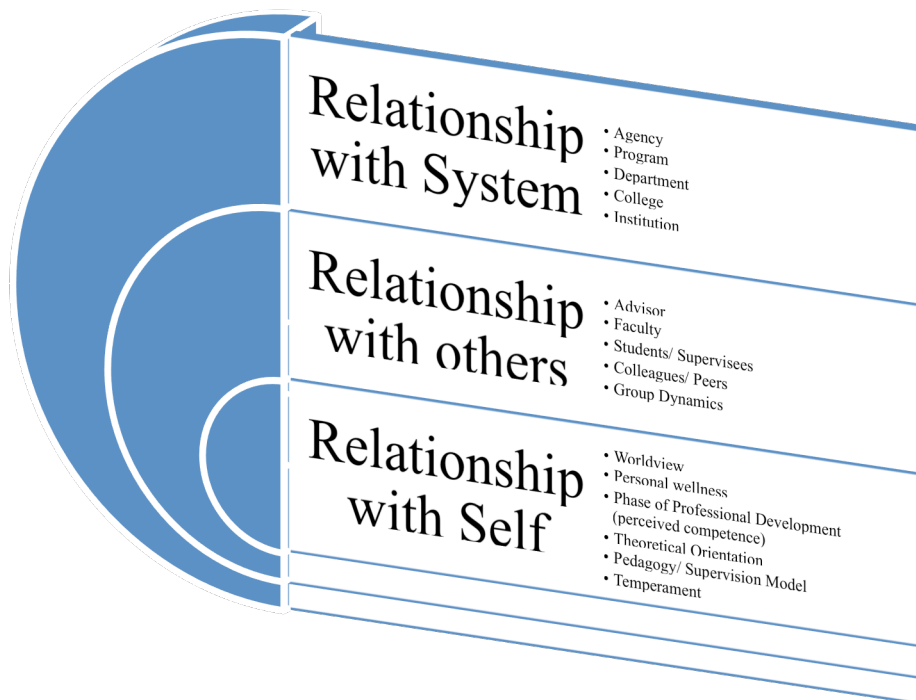 Relationship
with System
• Agency
• Program
• Department
• College
• Institution
Relationship
with others
• Advisor
• Faculty
• Students/ Supervisees
• Colleagues/ Peers
• Group Dynamics
Relationship
with Self
• Worldview
• Personal wellness
• Phase of Professional Development
(perceived competence)
• Theoretical Orientation
• Pedagogy/ Supervision Model
• Temperament